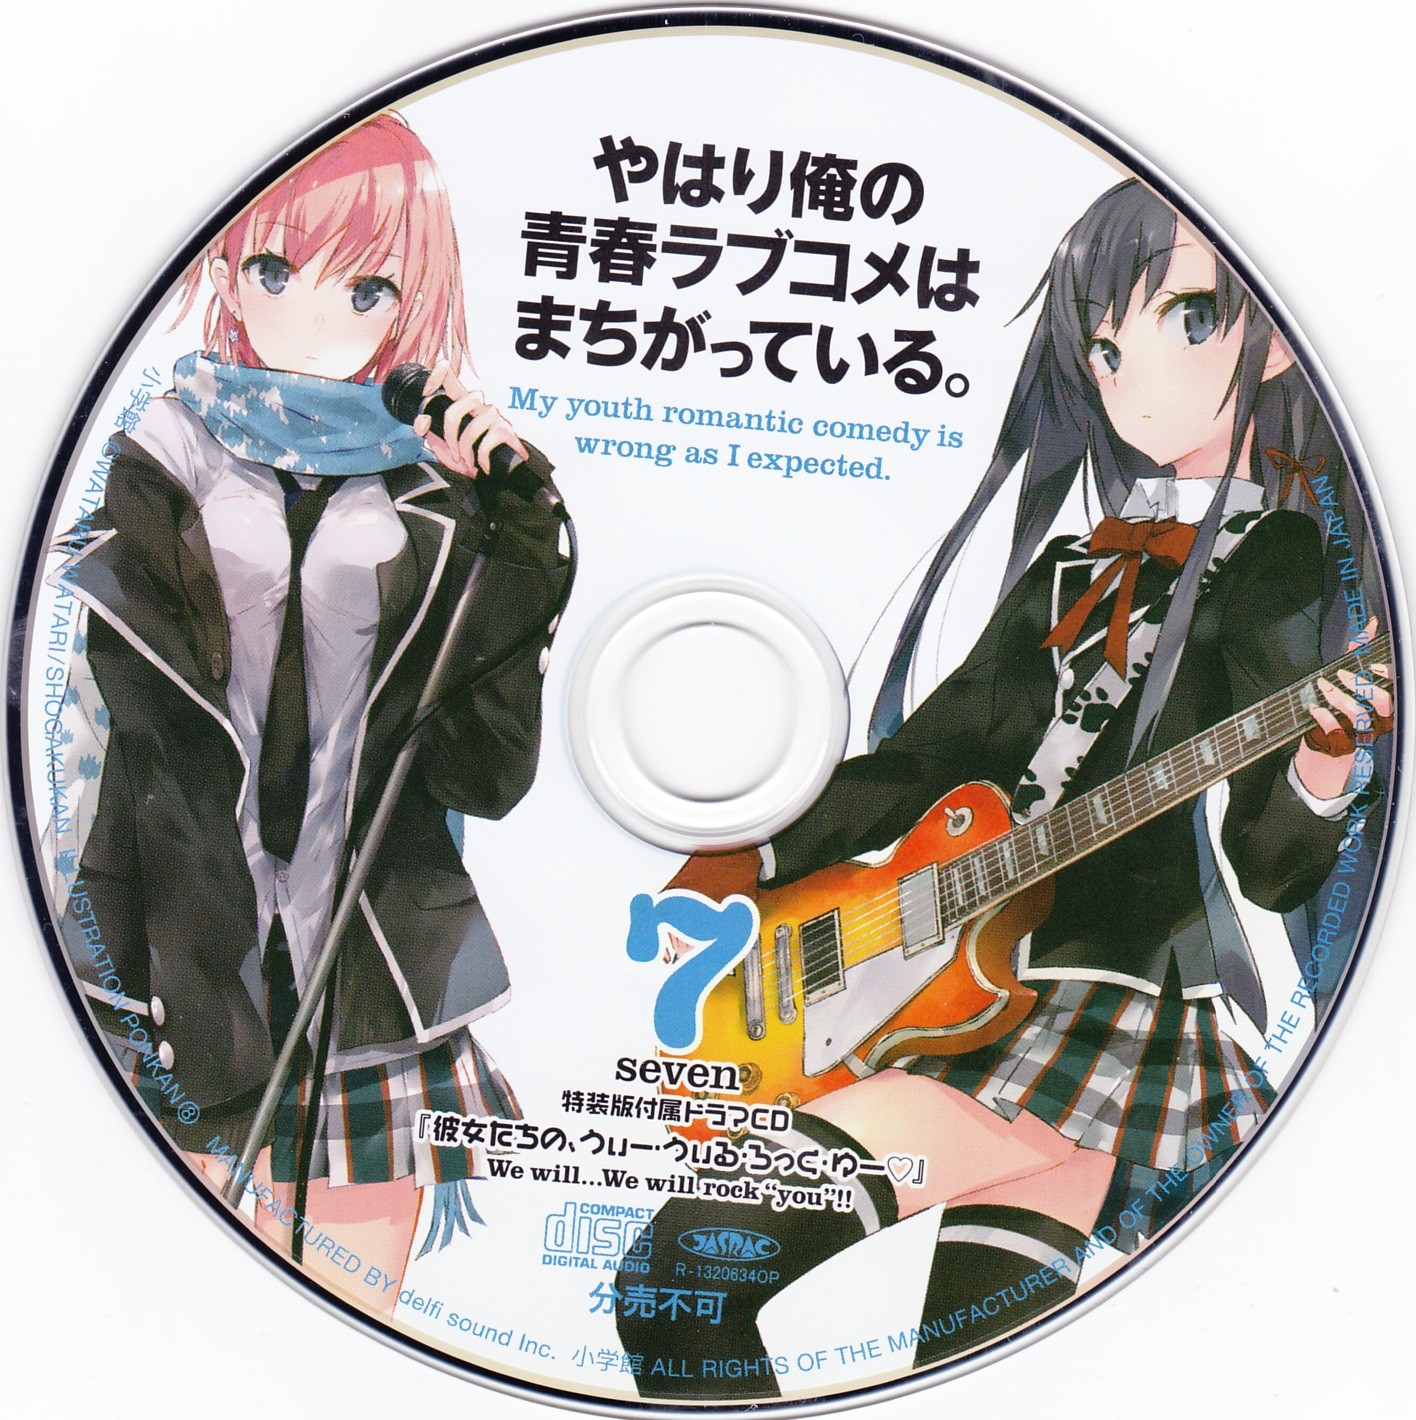 やはり俺の
青春ラブコメは
まちがっている。
My youth romantic comedy is
wrong as I expected.
7
seven
特装版付属ドラマCD
『彼女たちの、うぃー・うぃる・ろっく・ゆー♡』
We will...We will rock “you”!!
COMPACT
disc
DIGITAL AUDIO
JASRAC
R-1320634OP
分売不可
小学館 ©WATARU WATARI/SHOGAKUKAN ILLUSTRATION PONKAN⑧ MANUFACTURED BY delfi sound Inc. 小学館 ALL RIGHTS OF THE MANUFACTURER AND OF THE OWNER OF THE RECORDED WORK RESERVED–MADE IN JAPAN